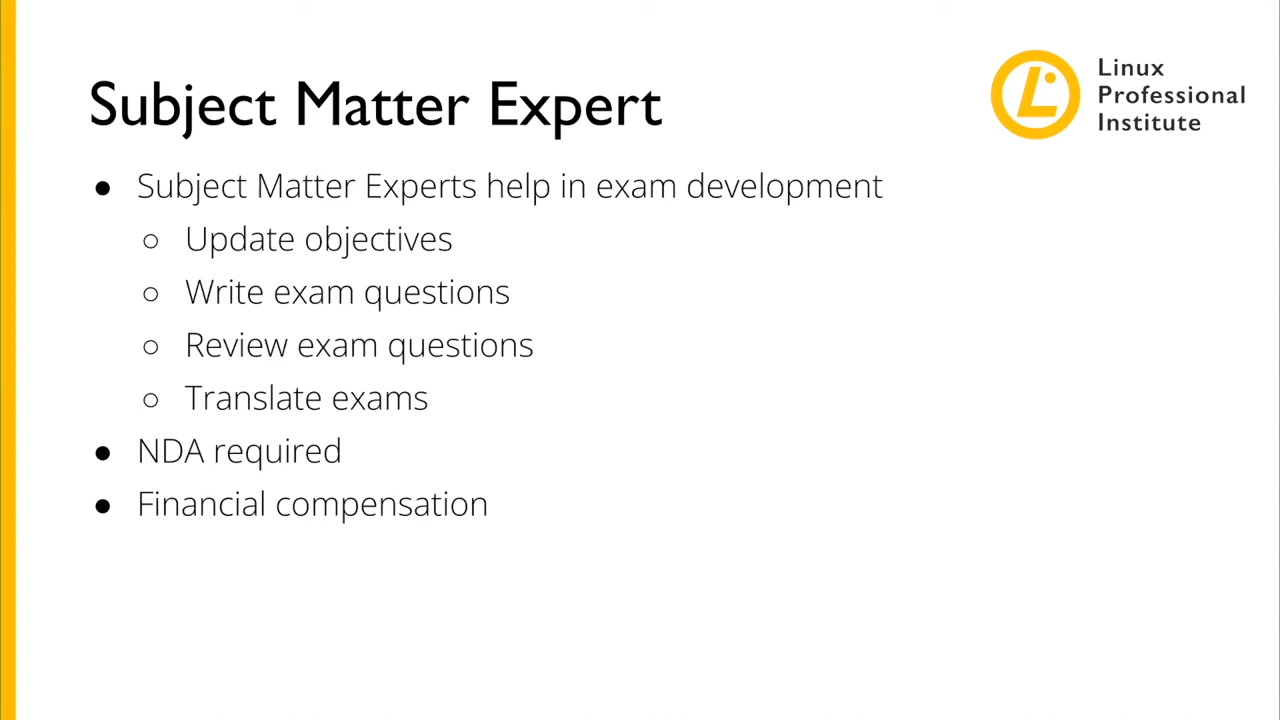 Subject Matter Expert
Linux
Professional
Institute
● Subject Matter Experts help in exam development
○ Update objectives
○ Write exam questions
○ Review exam questions
○ Translate exams
● NDA required
● Financial compensation